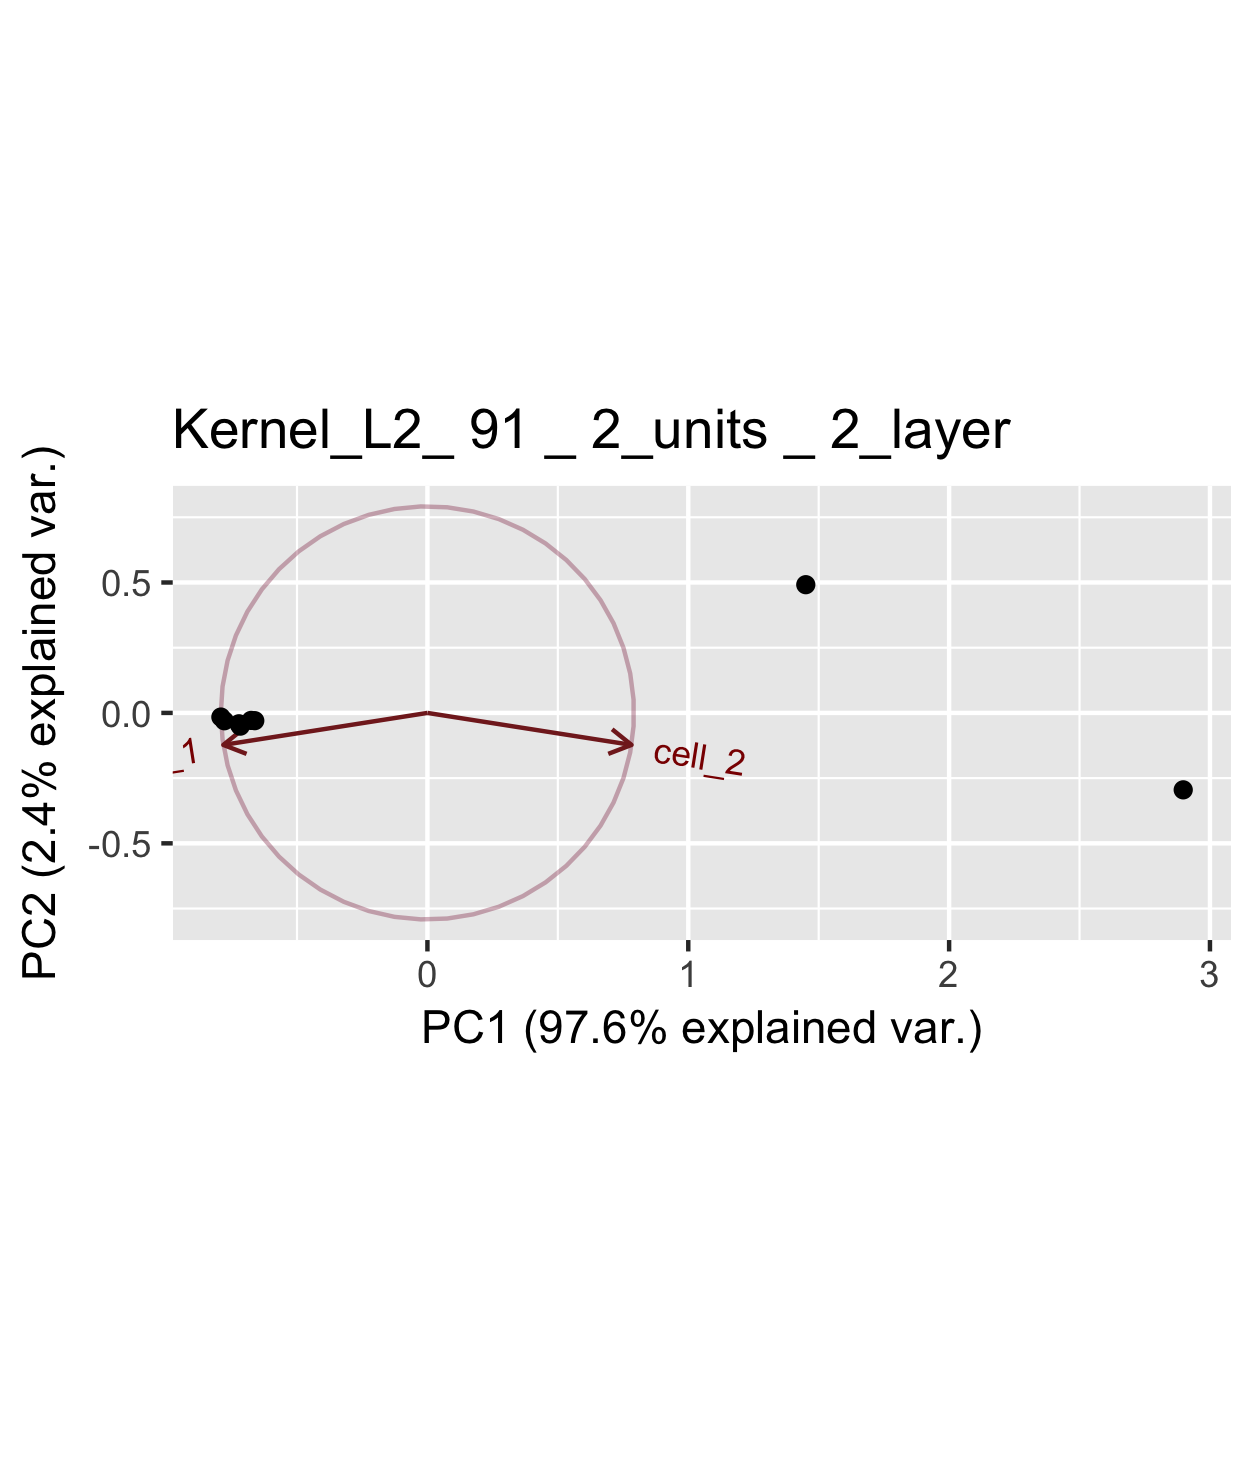 Kernel_L2_ 91 _ 2_units _ 2_layer
PC2 (2.4% explained var.)
0.5
0.0
-0.5
_1
cell_2
0
1
2
3
PC1 (97.6% explained var.)